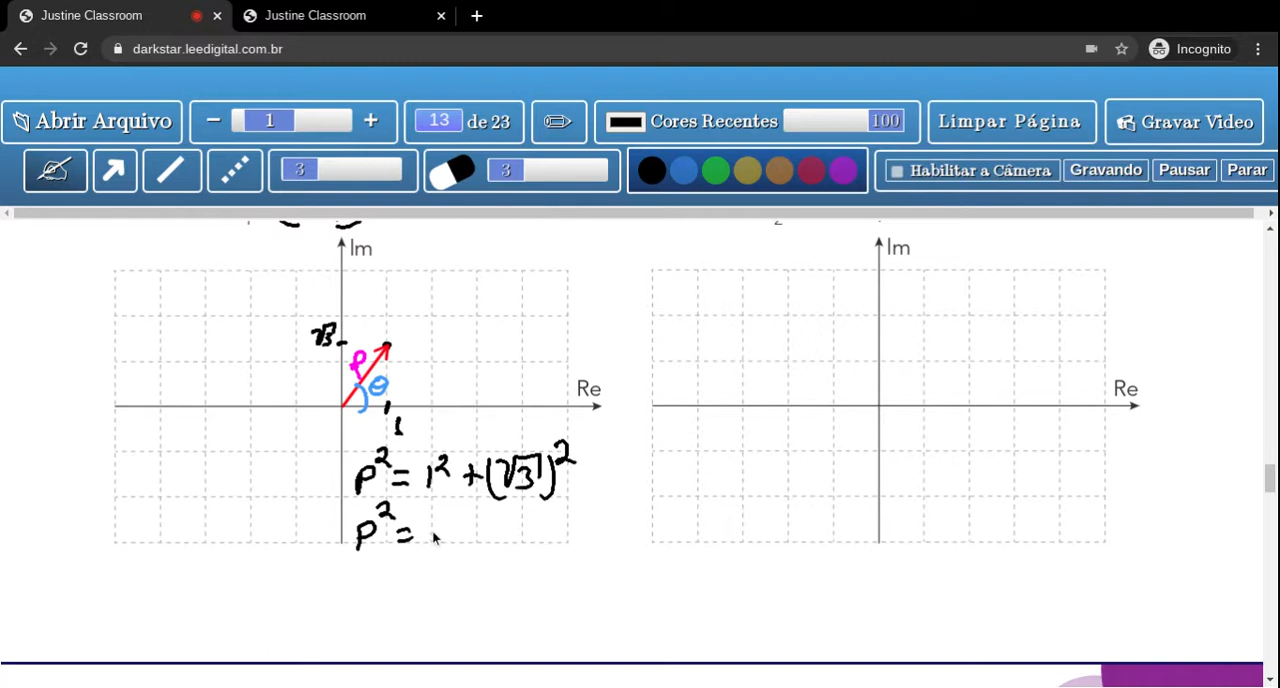 Justine Classroom
Justine Classroom
darkstar.leedigital.com.br
Incognito
Abrir Arquivo
− 1 +
13 de 23
Cores Recentes 100
Limpar Página
Gravar Video
3
3
Habilitar a Câmera
Gravando
Pausar
Parar
Im
Im
√3
ρ
θ
Re
Re
1
ρ² = 1² + (√3)²
ρ² =